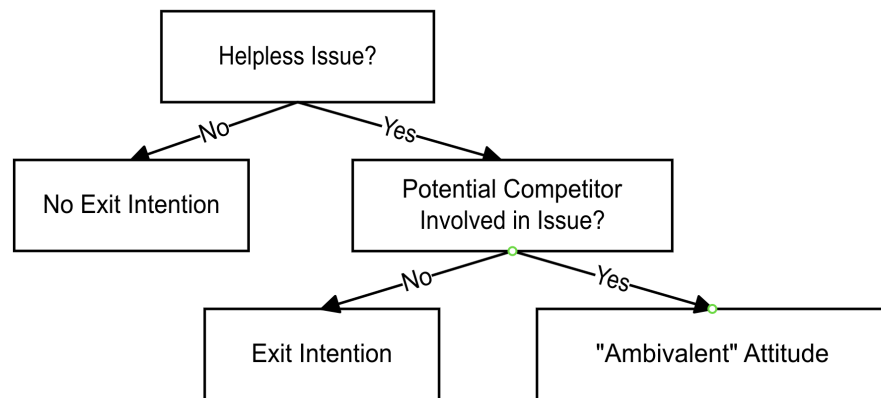 Helpless Issue?
No
Yes
No Exit Intention
Potential Competitor
Involved in Issue?
No
Yes
Exit Intention
"Ambivalent" Attitude